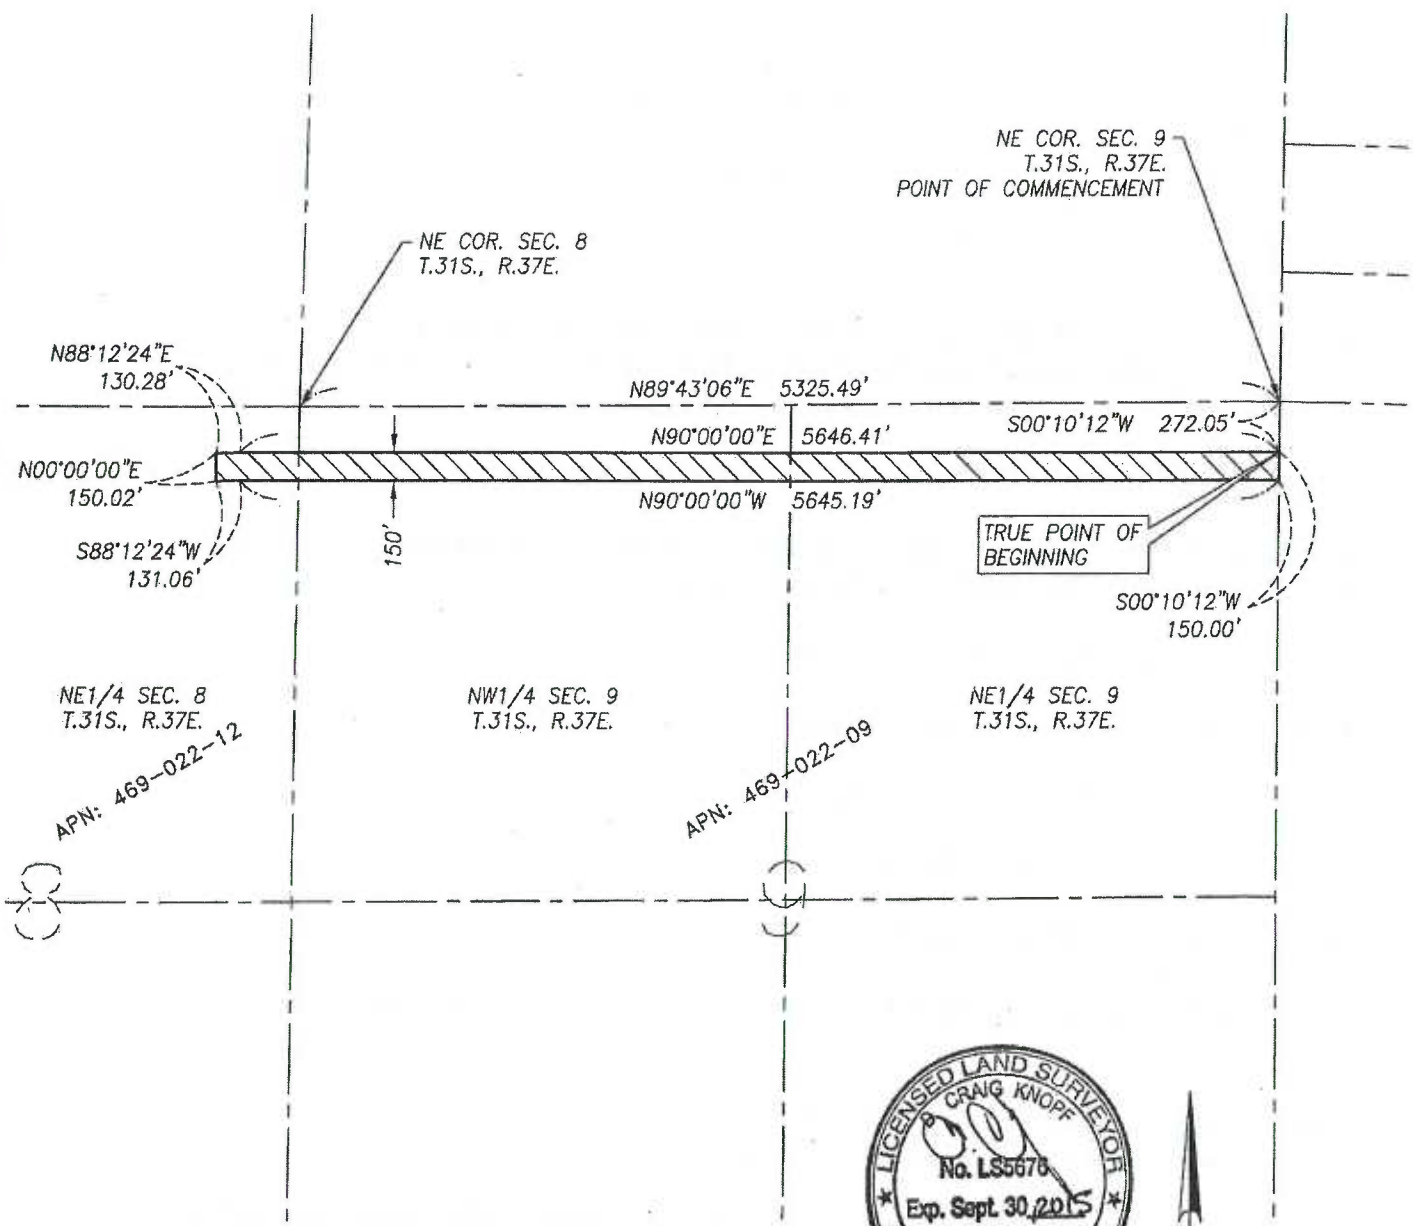 NE COR. SEC. 9
T.31S., R.37E.
POINT OF COMMENCEMENT
NE COR. SEC. 8
T.31S., R.37E.
N88°12'24"E
130.28'
N89°43'06"E 5325.49'
S00°10'12"W 272.05'
N90°00'00"E 5646.41'
N00°00'00"E
150.02'
N90°00'00"W 5645.19'
S88°12'24"W
131.06'
150'
TRUE POINT OF
BEGINNING
S00°10'12"W
150.00'
NE1/4 SEC. 8
T.31S., R.37E.
NW1/4 SEC. 9
T.31S., R.37E.
NE1/4 SEC. 9
T.31S., R.37E.
APN: 469-022-12
APN: 469-022-09
8
9
LICENSED LAND SURVEYOR
CRAIG KNOPF
No. LS5676
Exp. Sept. 30, 2015